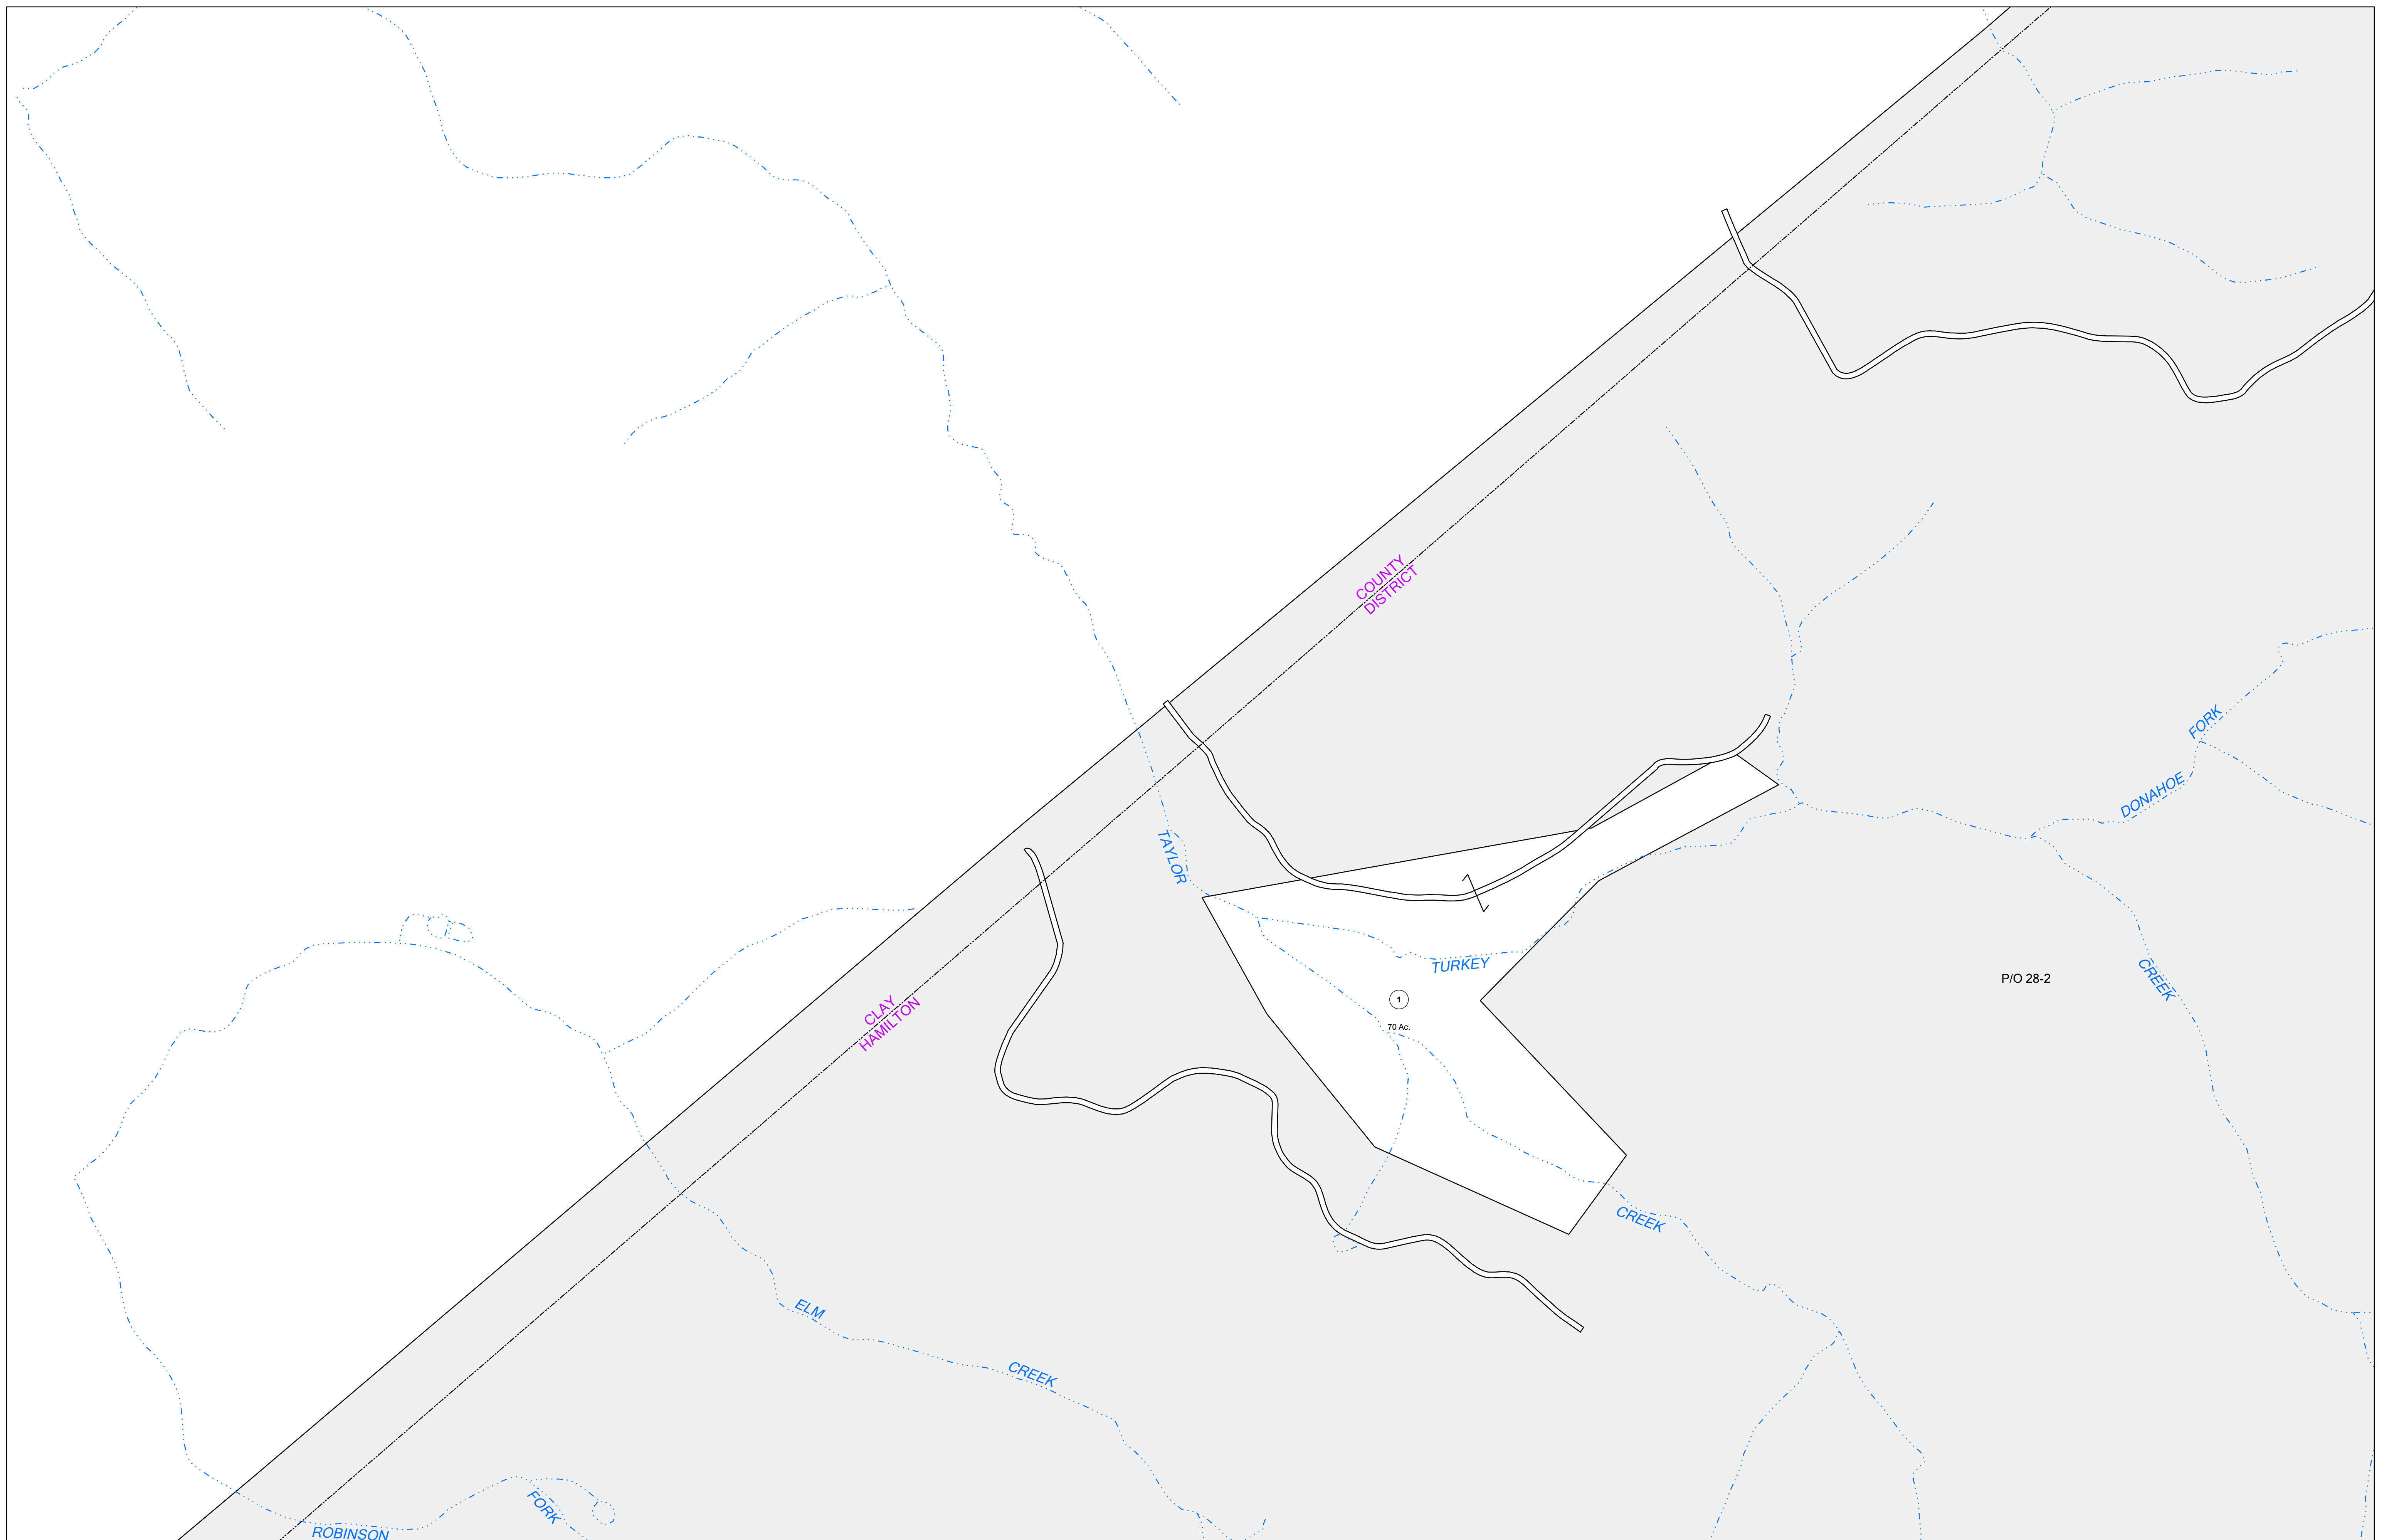 COUNTY
DISTRICT
FORK
DONAHOE
TAYLOR
TURKEY
CREEK
P/O 28-2
1
CLAY
HAMILTON
70 Ac.
CREEK
ELM
CREEK
FORK
ROBINSON